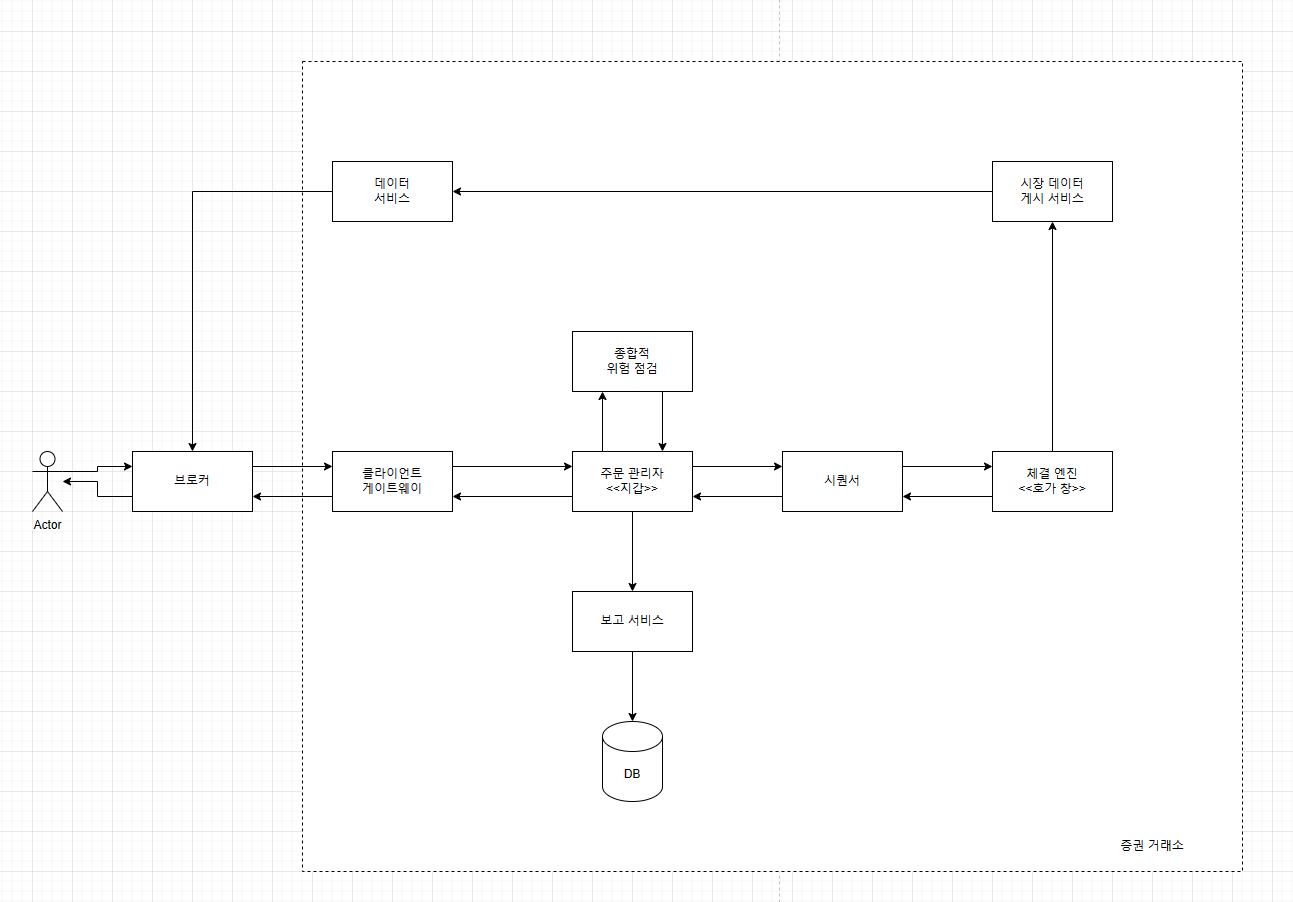 데이터
서비스
시장 데이터
게시 서비스
종합적
위험 점검
Actor
브로커
클라이언트
게이트웨이
주문 관리자
<<지갑>>
시퀀서
체결 엔진
<<호가 창>>
보고 서비스
DB
증권 거래소